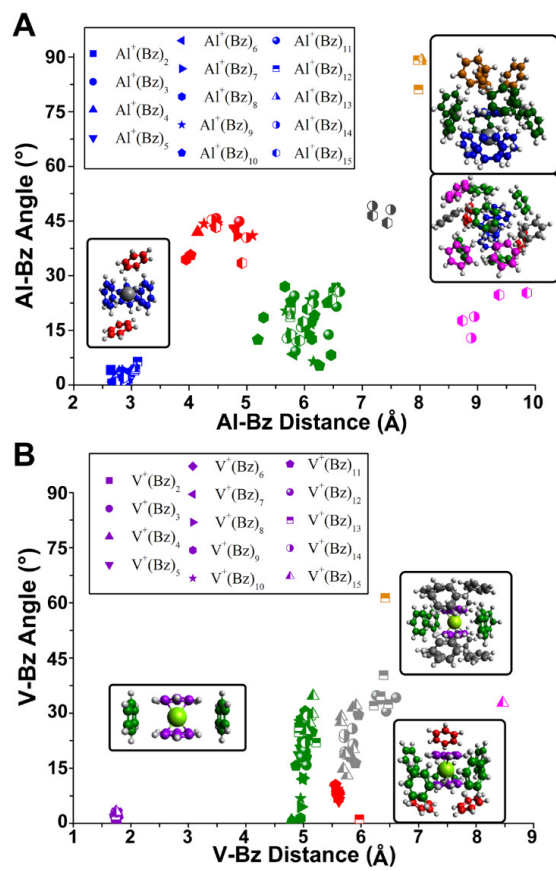 A
90
75
60
45
30
15
0
Al-Bz Angle (°)
Al⁺(Bz)₂
Al⁺(Bz)₃
Al⁺(Bz)₄
Al⁺(Bz)₅
Al⁺(Bz)₆
Al⁺(Bz)₇
Al⁺(Bz)₈
Al⁺(Bz)₉
Al⁺(Bz)₁₀
Al⁺(Bz)₁₁
Al⁺(Bz)₁₂
Al⁺(Bz)₁₃
Al⁺(Bz)₁₄
Al⁺(Bz)₁₅
2 3 4 5 6 7 8 9 10
Al-Bz Distance (Å)
B
90
75
60
45
30
15
0
V-Bz Angle (°)
V⁺(Bz)₂
V⁺(Bz)₃
V⁺(Bz)₄
V⁺(Bz)₅
V⁺(Bz)₆
V⁺(Bz)₇
V⁺(Bz)₈
V⁺(Bz)₉
V⁺(Bz)₁₀
V⁺(Bz)₁₁
V⁺(Bz)₁₂
V⁺(Bz)₁₃
V⁺(Bz)₁₄
V⁺(Bz)₁₅
1 2 3 4 5 6 7 8 9
V-Bz Distance (Å)